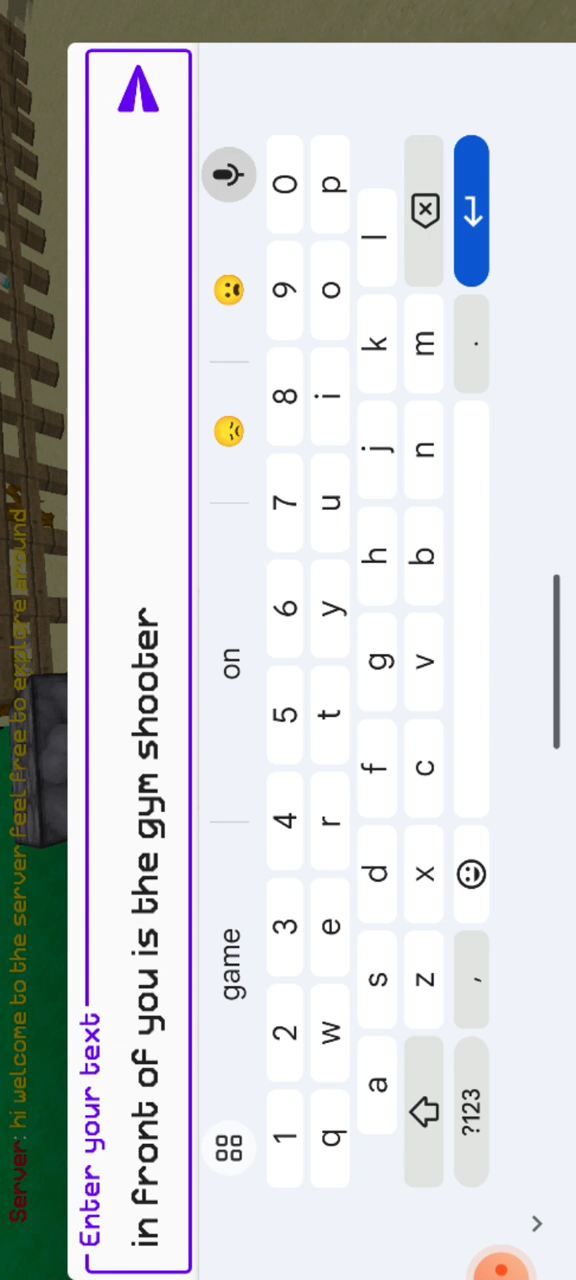 Server: hi welcome to the server feel free to explore around
Enter your text
in front of you is the gym shooter
game
on
1 2 3 4 5 6 7 8 9 0
q w e r t y u i o p
a s d f g h j k l
z x c v b n m
?123 , .